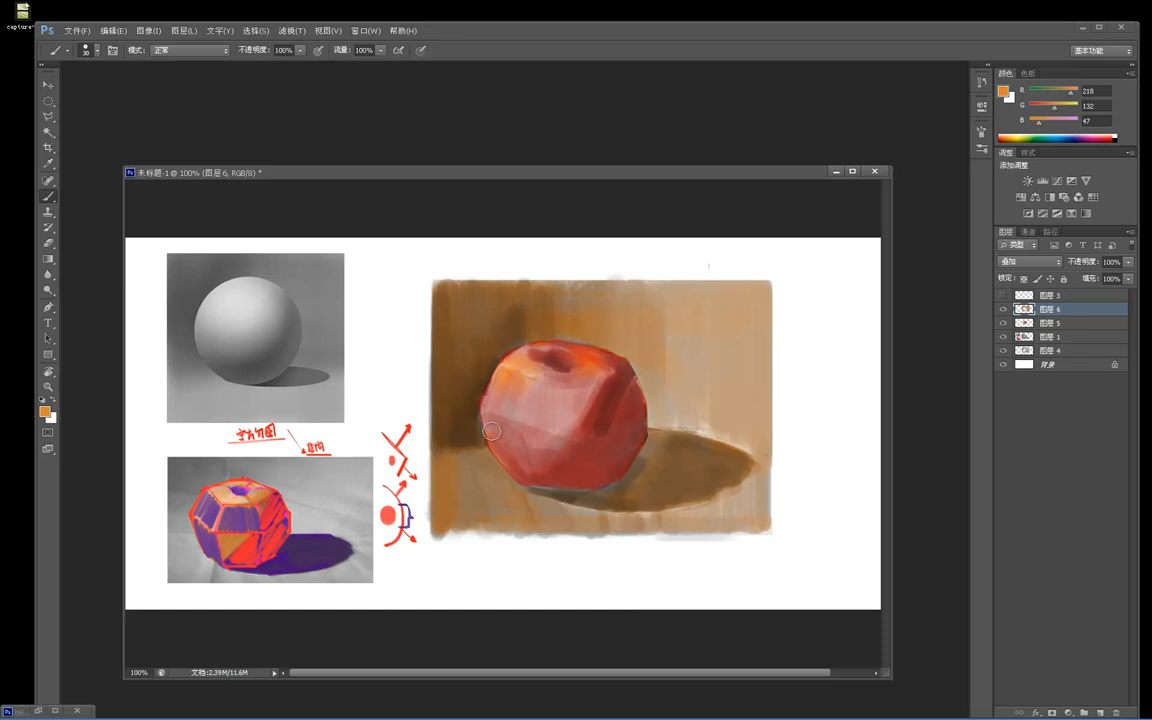 capture
Ps 文件(F) 编辑(E) 图像(I) 图层(L) 文字(Y) 选择(S) 滤镜(T) 视图(V) 窗口(W) 帮助(H)
30 模式: 正常 不透明度: 100% 流量: 100% 基本功能
颜色 色板
R 218
G 132
B 47
调整 样式
添加调整
图层 通道 路径
类型
叠加 不透明度: 100%
锁定: 填充: 100%
图层 3
图层 6
图层 5
图层 1
图层 4
背景
Ps 未标题-1 @ 100% (图层 6, RGB/8) *
100% 文档:2.39M/11.6M
Ps